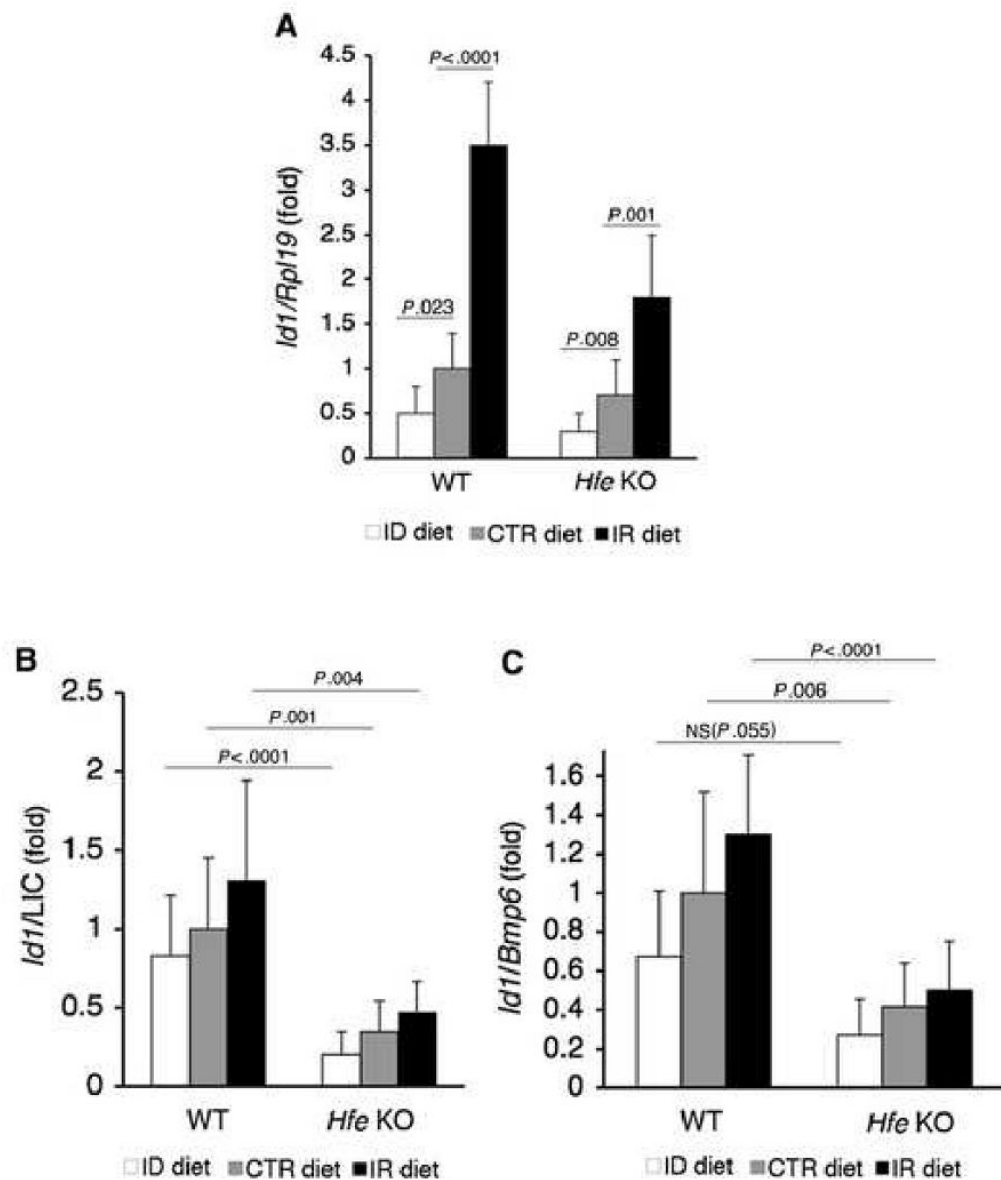 A
Id1/Rpl19 (fold)
4.5
4
3.5
3
2.5
2
1.5
1
0.5
0
P<.0001
P.001
P.023
P.008
WT
Hfe KO
ID diet CTR diet IR diet
B
Id1/LIC (fold)
2.5
2
1.5
1
0.5
0
P.004
P.001
P<.0001
WT
Hfe KO
ID diet CTR diet IR diet
C
Id1/Bmp6 (fold)
1.6
1.4
1.2
1
0.8
0.6
0.4
0.2
0
P<.0001
P.006
NS(P.055)
WT
Hfe KO
ID diet CTR diet IR diet